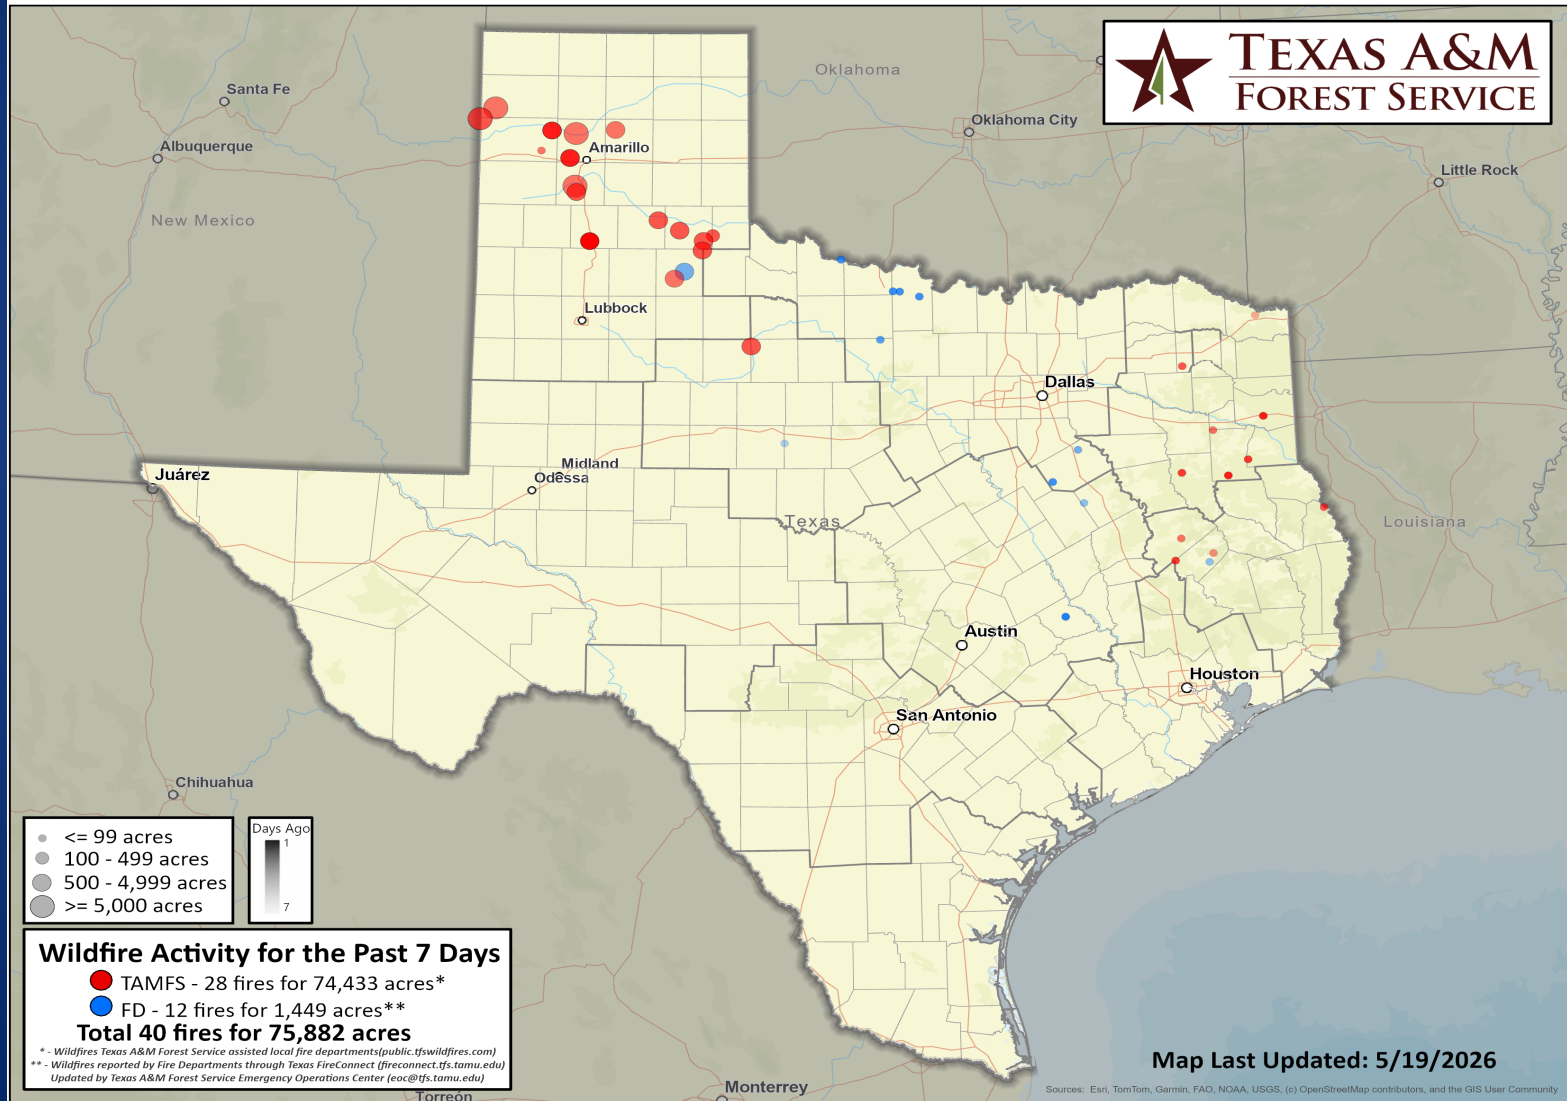 TEXAS A&M
FOREST SERVICE
Santa Fe
Oklahoma
Oklahoma City
Albuquerque
Amarillo
Little Rock
New Mexico
Lubbock
Dallas
Midland
Odessa
Juárez
Texas
Louisiana
Austin
Houston
San Antonio
Chihuahua
<= 99 acres
100 - 499 acres
500 - 4,999 acres
>= 5,000 acres
Days Ago
1
7
Wildfire Activity for the Past 7 Days
TAMFS - 28 fires for 74,433 acres*
FD - 12 fires for 1,449 acres**
Total 40 fires for 75,882 acres
* - Wildfires Texas A&M Forest Service assisted local fire departments(public.tfswildfires.com)
** - Wildfires reported by Fire Departments through Texas FireConnect (fireconnect.tfs.tamu.edu)
Updated by Texas A&M Forest Service Emergency Operations Center (eoc@tfs.tamu.edu)
Map Last Updated: 5/19/2026
Sources: Esri, TomTom, Garmin, FAO, NOAA, USGS, (c) OpenStreetMap contributors, and the GIS User Community
Monterrey
Torreón